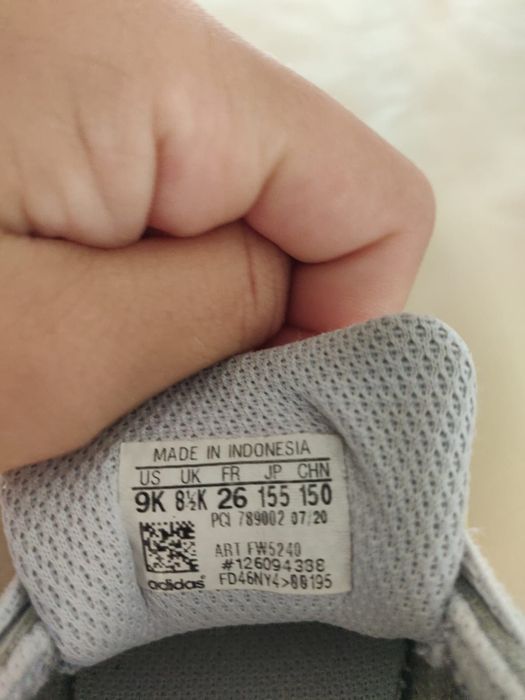 MADE IN INDONESIA
US UK FR JP CHN
9K 8½K 26 155 150
PCI 789002 07/20
ART FW5240
#126094338
adidas FD46NY4>00195